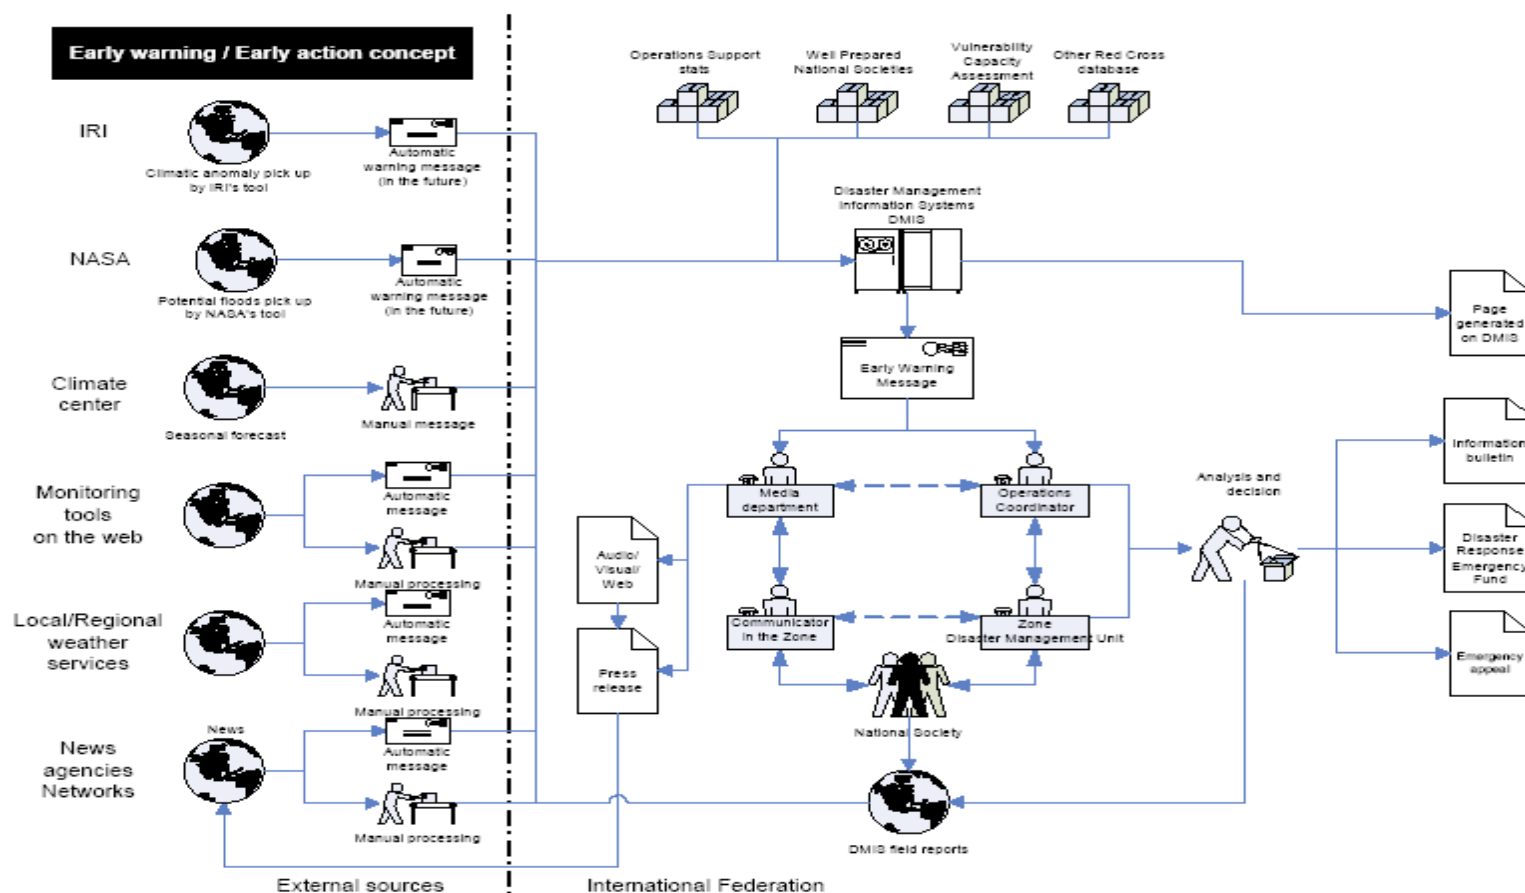 Early warning / Early action concept
IRI
Climatic anomaly pick up
by IRI's tool
Automatic
warning message
(in the future)
NASA
Potential floods pick up
by NASA's tool
Automatic
warning message
(in the future)
Climate
center
Seasonal forecast
Manual message
Monitoring
tools
on the web
Automatic
message
Manual processing
Local/Regional
weather
services
Automatic
message
Manual processing
News
agencies
Networks
News
Automatic
message
Manual processing
External sources
Operations Support
stats
Well Prepared
National Societies
Vulnerability
Capacity
Assessment
Other Red Cross
database
Disaster Management
Information Systems
DMIS
Early Warning
Message
Media
department
Operations
Coordinator
Communicator
in the Zone
Zone
Disaster Management Unit
National Society
DMIS field reports
Audio/
Visual/
Web
Press
release
Analysis and
decision
Page
generated
on DMIS
Information
bulletin
Disaster
Response
Emergency
Fund
Emergency
appeal
International Federation